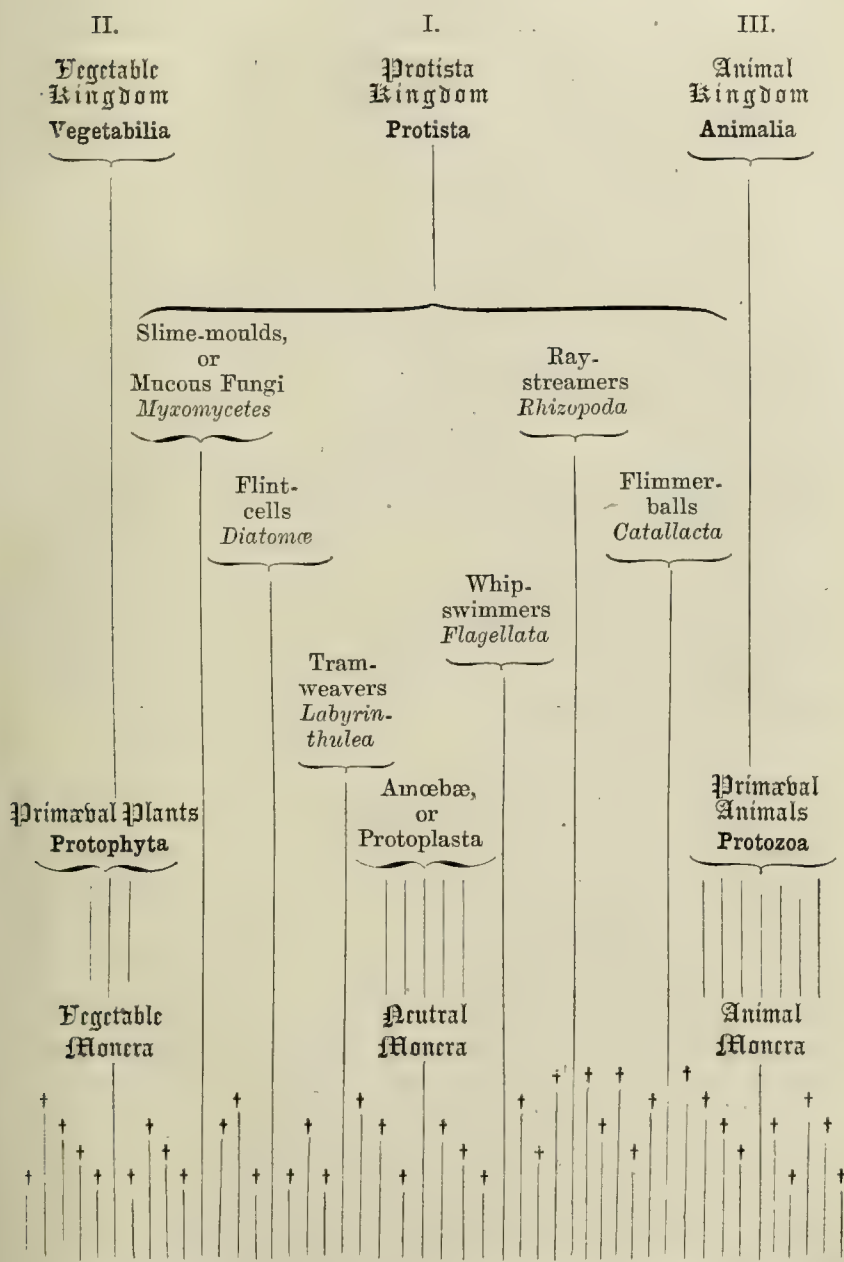 II.
I.
III.
Vegetable
Kingdom
Vegetabilia
Protista
Kingdom
Protista
Animal
Kingdom
Animalia
Slime-moulds,
or
Mucous Fungi
Myxomycetes
Ray-
streamers
Rhizopoda
Flint-
cells
Diatomæ
Flimmer-
balls
Catallacta
Whip-
swimmers
Flagellata
Tram-
weavers
Labyrin-
thulea
Amœbæ,
or
Protoplasta
Primæval Plants
Protophyta
Primæval
Animals
Protozoa
Vegetable
Monera
Neutral
Monera
Animal
Monera